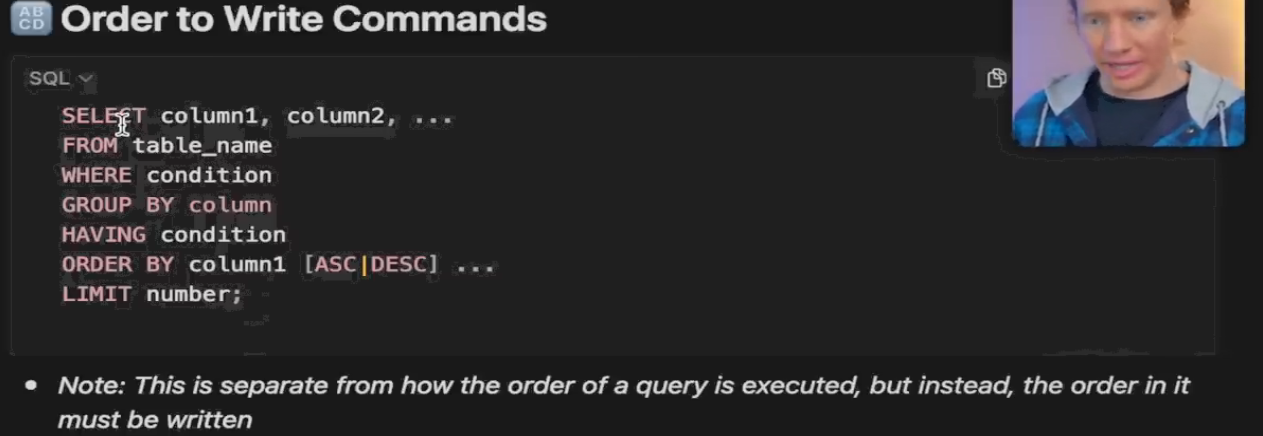 AB
CD
Order to Write Commands
SQL
SELECT column1, column2, ...
FROM table_name
WHERE condition
GROUP BY column
HAVING condition
ORDER BY column1 [ASC|DESC] ...
LIMIT number;
• Note: This is separate from how the order of a query is executed, but instead, the order in it
must be written